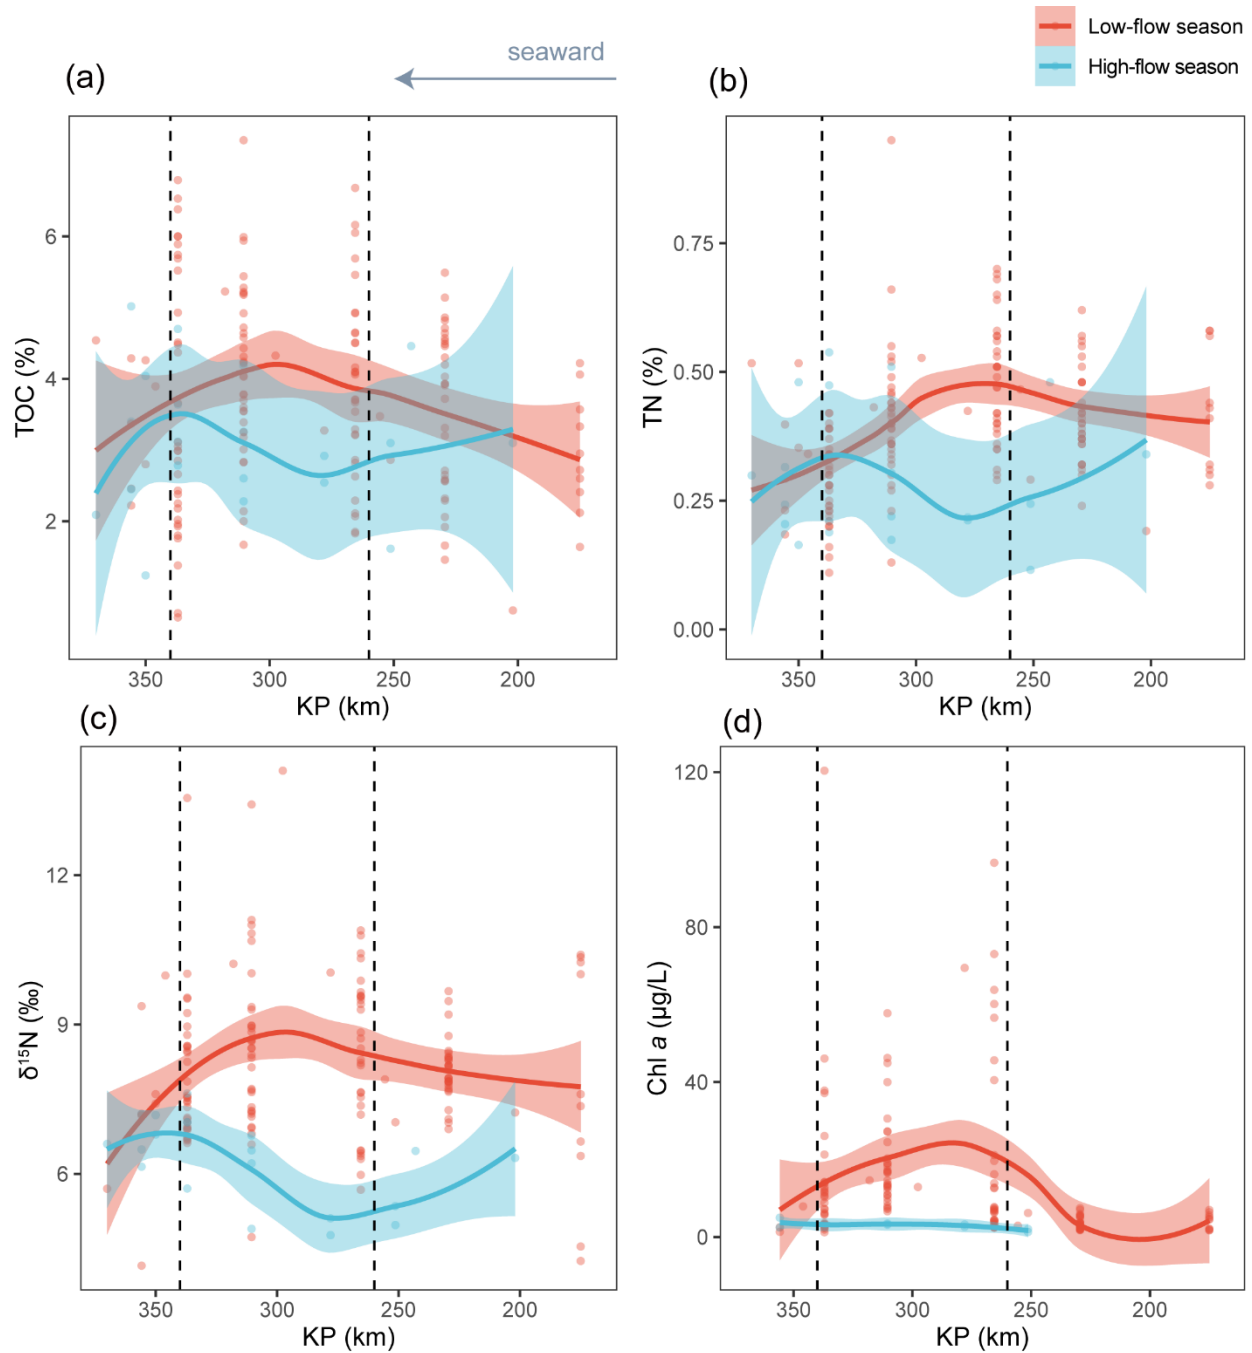 Low-flow season
High-flow season
seaward
(a)
(b)
TOC (%)
6
4
2
350
300
250
200
KP (km)
TN (%)
0.75
0.50
0.25
0.00
350
300
250
200
KP (km)
(c)
(d)
δ¹⁵N (‰)
12
9
6
350
300
250
200
KP (km)
Chl a (μg/L)
120
80
40
0
350
300
250
200
KP (km)